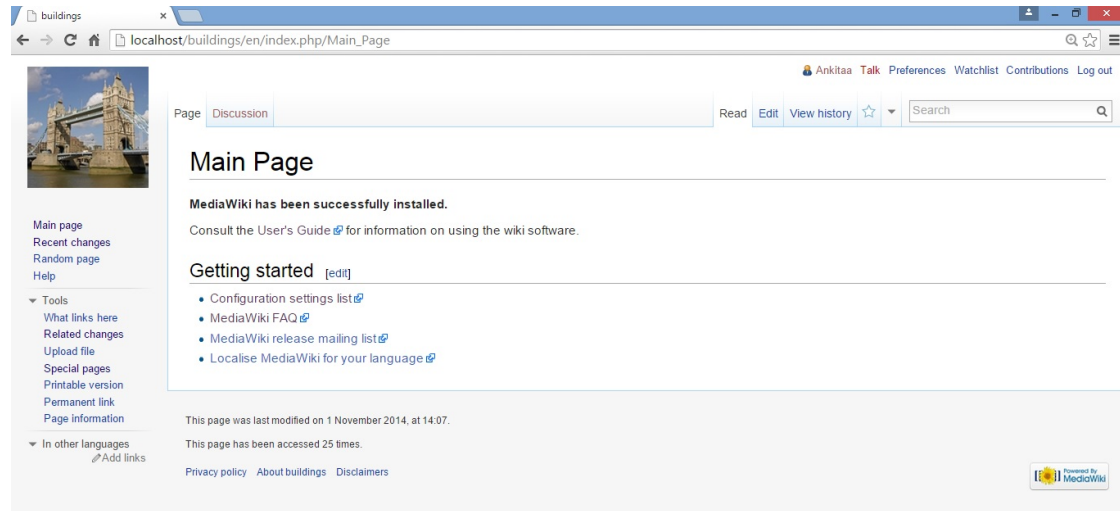 buildings
localhost/buildings/en/index.php/Main_Page
Ankitaa Talk Preferences Watchlist Contributions Log out
Page Discussion Read Edit View history Search
Main Page
MediaWiki has been successfully installed.
Consult the User's Guide for information on using the wiki software.
Getting started [edit]
Configuration settings list
MediaWiki FAQ
MediaWiki release mailing list
Localise MediaWiki for your language
Main page
Recent changes
Random page
Help
Tools
What links here
Related changes
Upload file
Special pages
Printable version
Permanent link
Page information
In other languages
Add links
This page was last modified on 1 November 2014, at 14:07.
This page has been accessed 25 times.
Privacy policy About buildings Disclaimers
Powered By
MediaWiki